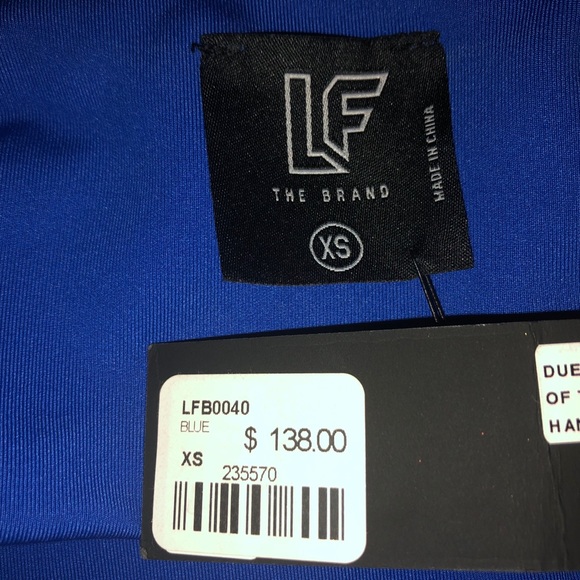 LF
THE BRAND
XS
MADE IN CHINA
LFB0040
BLUE
$ 138.00
XS
235570
DUE
OF
HAN